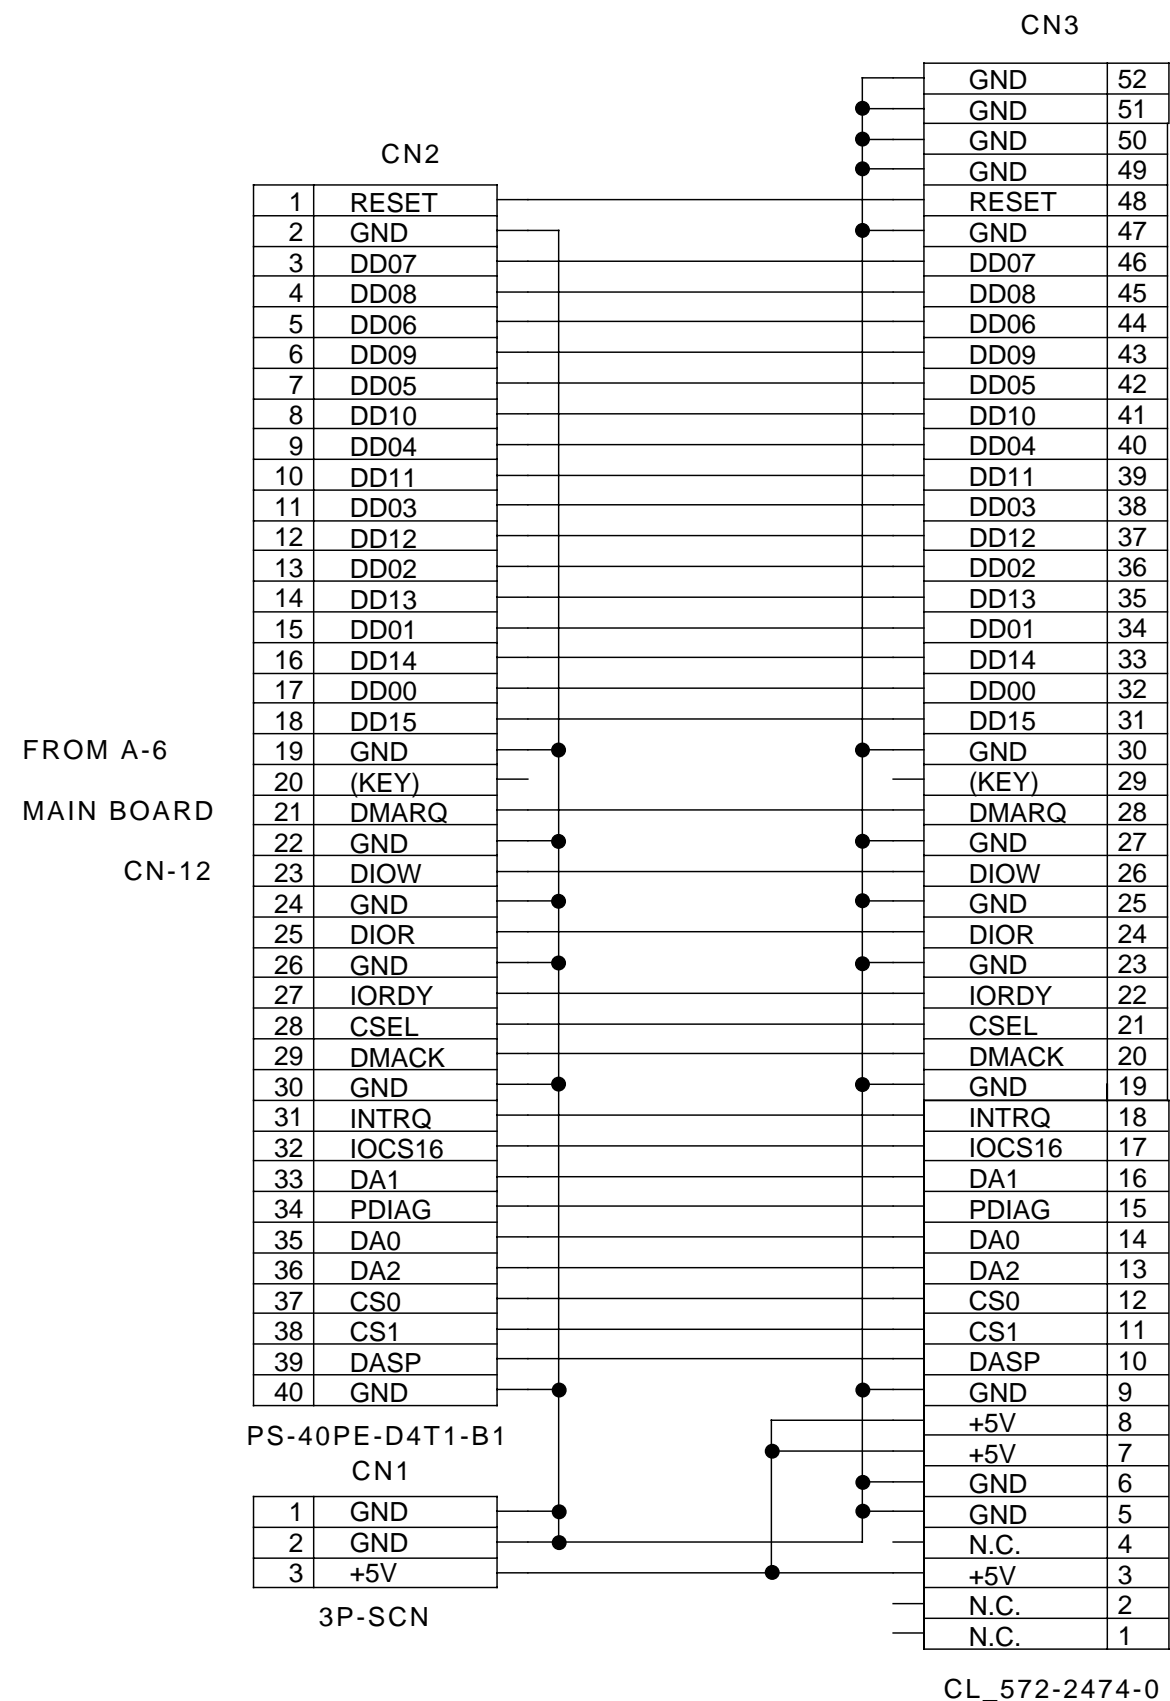 CN3
GND 52
GND 51
GND 50
GND 49
RESET 48
GND 47
DD07 46
DD08 45
DD06 44
DD09 43
DD05 42
DD10 41
DD04 40
DD11 39
DD03 38
DD12 37
DD02 36
DD13 35
DD01 34
DD14 33
DD00 32
DD15 31
GND 30
(KEY) 29
DMARQ 28
GND 27
DIOW 26
GND 25
DIOR 24
GND 23
IORDY 22
CSEL 21
DMACK 20
GND 19
INTRQ 18
IOCS16 17
DA1 16
PDIAG 15
DA0 14
DA2 13
CS0 12
CS1 11
DASP 10
GND 9
+5V 8
+5V 7
GND 6
GND 5
N.C. 4
+5V 3
N.C. 2
N.C. 1
CL_572-2474-0
CN2
1 RESET
2 GND
3 DD07
4 DD08
5 DD06
6 DD09
7 DD05
8 DD10
9 DD04
10 DD11
11 DD03
12 DD12
13 DD02
14 DD13
15 DD01
16 DD14
17 DD00
18 DD15
19 GND
20 (KEY)
21 DMARQ
22 GND
23 DIOW
24 GND
25 DIOR
26 GND
27 IORDY
28 CSEL
29 DMACK
30 GND
31 INTRQ
32 IOCS16
33 DA1
34 PDIAG
35 DA0
36 DA2
37 CS0
38 CS1
39 DASP
40 GND
PS-40PE-D4T1-B1
FROM A-6
MAIN BOARD
CN-12
CN1
1 GND
2 GND
3 +5V
3P-SCN